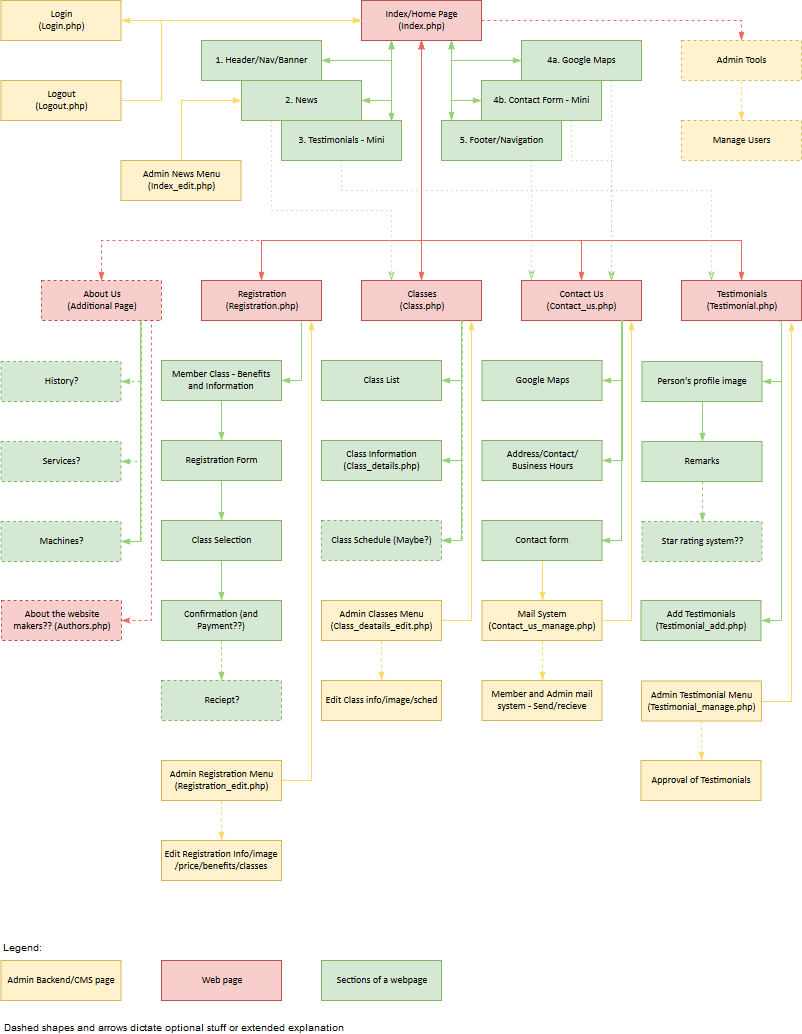 Login
(Login.php)
Index/Home Page
(Index.php)
1. Header/Nav/Banner
4a. Google Maps
Admin Tools
Logout
(Logout.php)
2. News
4b. Contact Form - Mini
3. Testimonials - Mini
5. Footer/Navigation
Manage Users
Admin News Menu
(Index_edit.php)
About Us
(Additional Page)
Registration
(Registration.php)
Classes
(Class.php)
Contact Us
(Contact_us.php)
Testimonials
(Testimonial.php)
History?
Member Class - Benefits
and Information
Class List
Google Maps
Person's profile image
Services?
Registration Form
Class Information
(Class_details.php)
Address/Contact/
Business Hours
Remarks
Machines?
Class Selection
Class Schedule (Maybe?)
Contact form
Star rating system??
About the website
makers?? (Authors.php)
Confirmation (and
Payment??)
Admin Classes Menu
(Class_deatails_edit.php)
Mail System
(Contact_us_manage.php)
Add Testimonials
(Testimonial_add.php)
Reciept?
Edit Class info/image/sched
Member and Admin mail
system - Send/recieve
Admin Testimonial Menu
(Testimonial_manage.php)
Admin Registration Menu
(Registration_edit.php)
Approval of Testimonials
Edit Registration Info/image
/price/benefits/classes
Legend:
Admin Backend/CMS page
Web page
Sections of a webpage
Dashed shapes and arrows dictate optional stuff or extended explanation